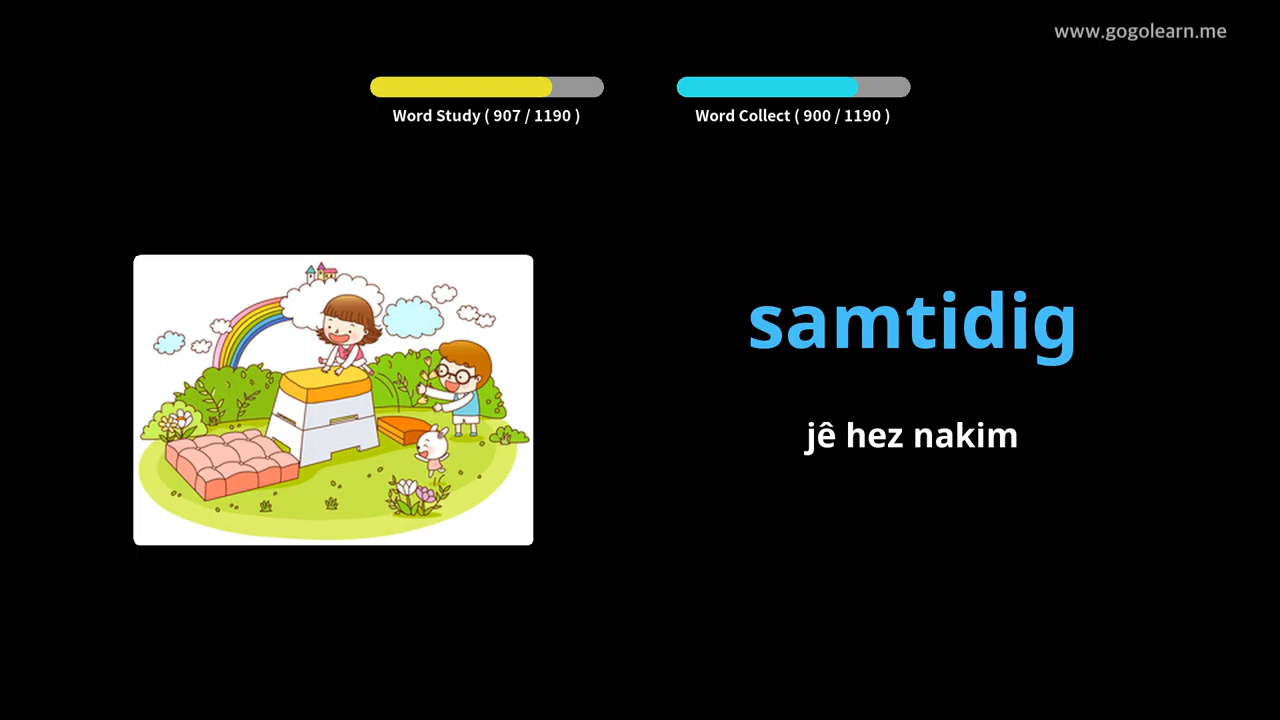 www.gogolearn.me
Word Study ( 907 / 1190 )
Word Collect ( 900 / 1190 )
samtidig
jê hez nakim